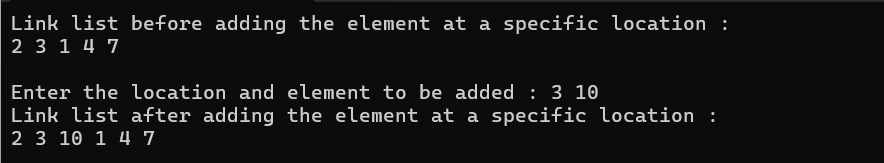 Link list before adding the element at a specific location :
2 3 1 4 7
Enter the location and element to be added : 3 10
Link list after adding the element at a specific location :
2 3 10 1 4 7